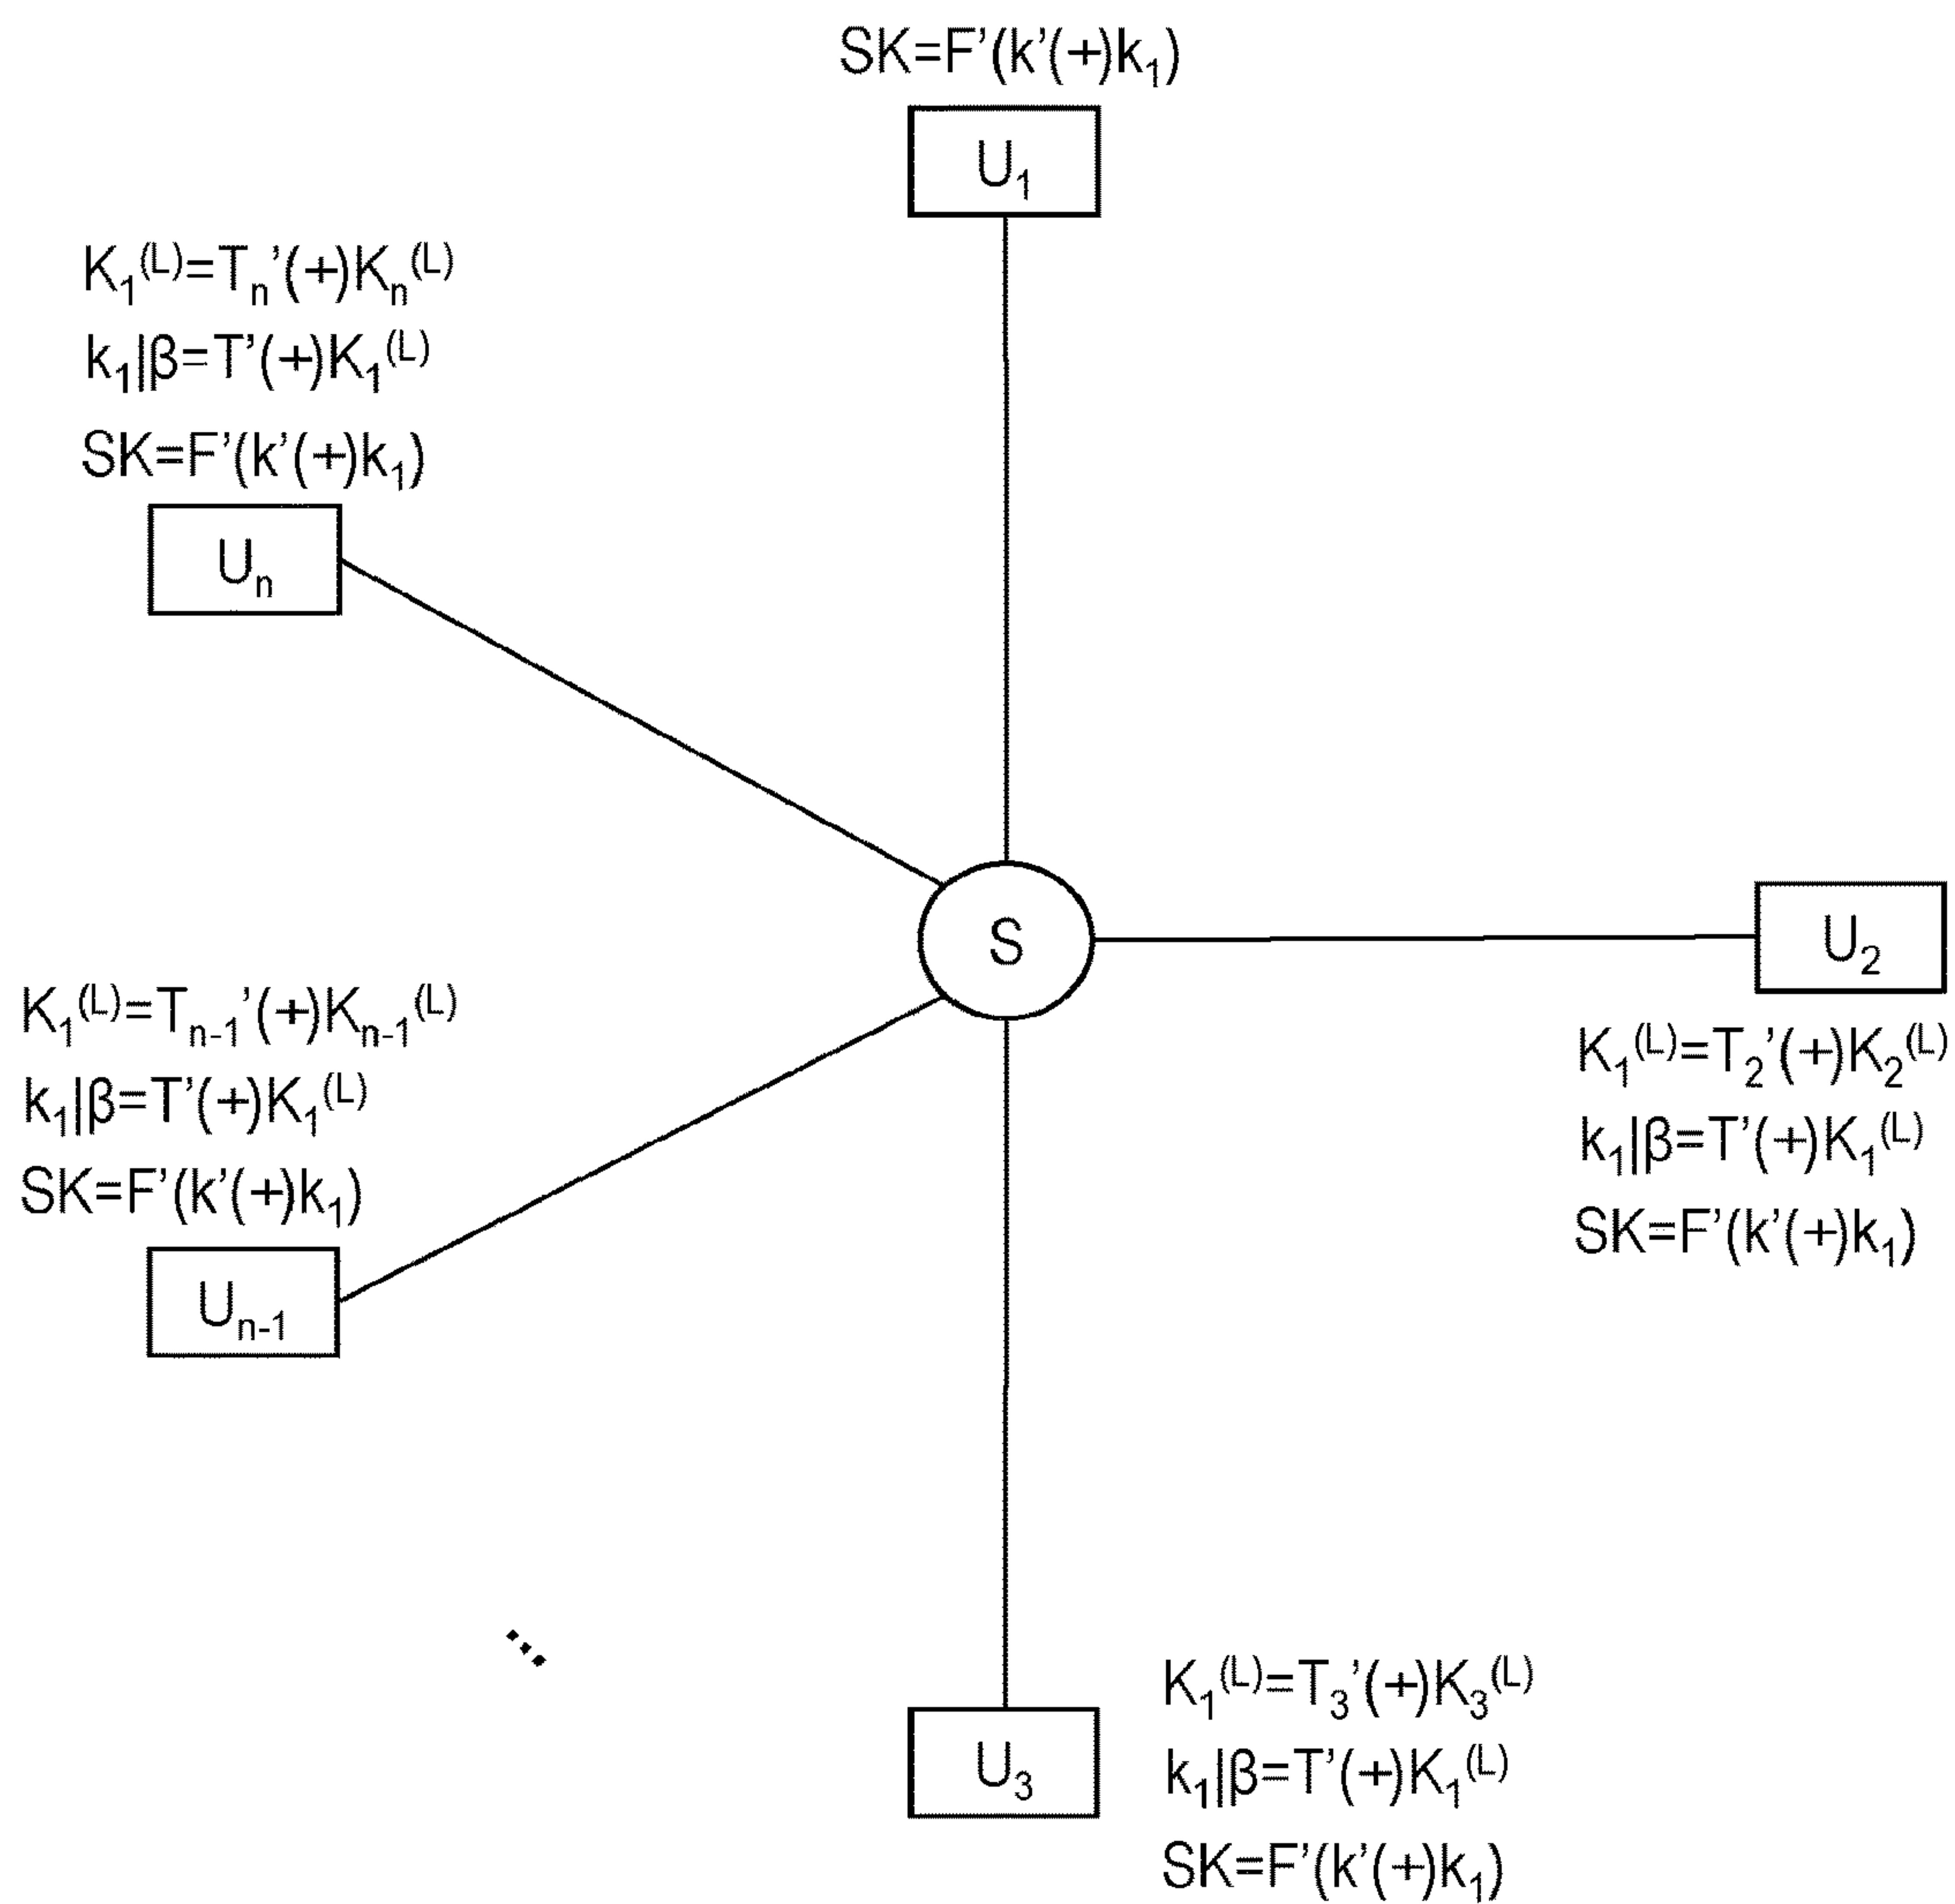 SK=F’(k’(+)k₁)
U₁
K₁⁽ᴸ⁾=Tₙ’(+)Kₙ⁽ᴸ⁾
k₁|β=T’(+)K₁⁽ᴸ⁾
SK=F’(k’(+)k₁)
Uₙ
S
U₂
K₁⁽ᴸ⁾=T₂’(+)K₂⁽ᴸ⁾
k₁|β=T’(+)K₁⁽ᴸ⁾
SK=F’(k’(+)k₁)
K₁⁽ᴸ⁾=Tₙ₋₁’(+)Kₙ₋₁⁽ᴸ⁾
k₁|β=T’(+)K₁⁽ᴸ⁾
SK=F’(k’(+)k₁)
Uₙ₋₁
K₁⁽ᴸ⁾=T₃’(+)K₃⁽ᴸ⁾
k₁|β=T’(+)K₁⁽ᴸ⁾
SK=F’(k’(+)k₁)
U₃